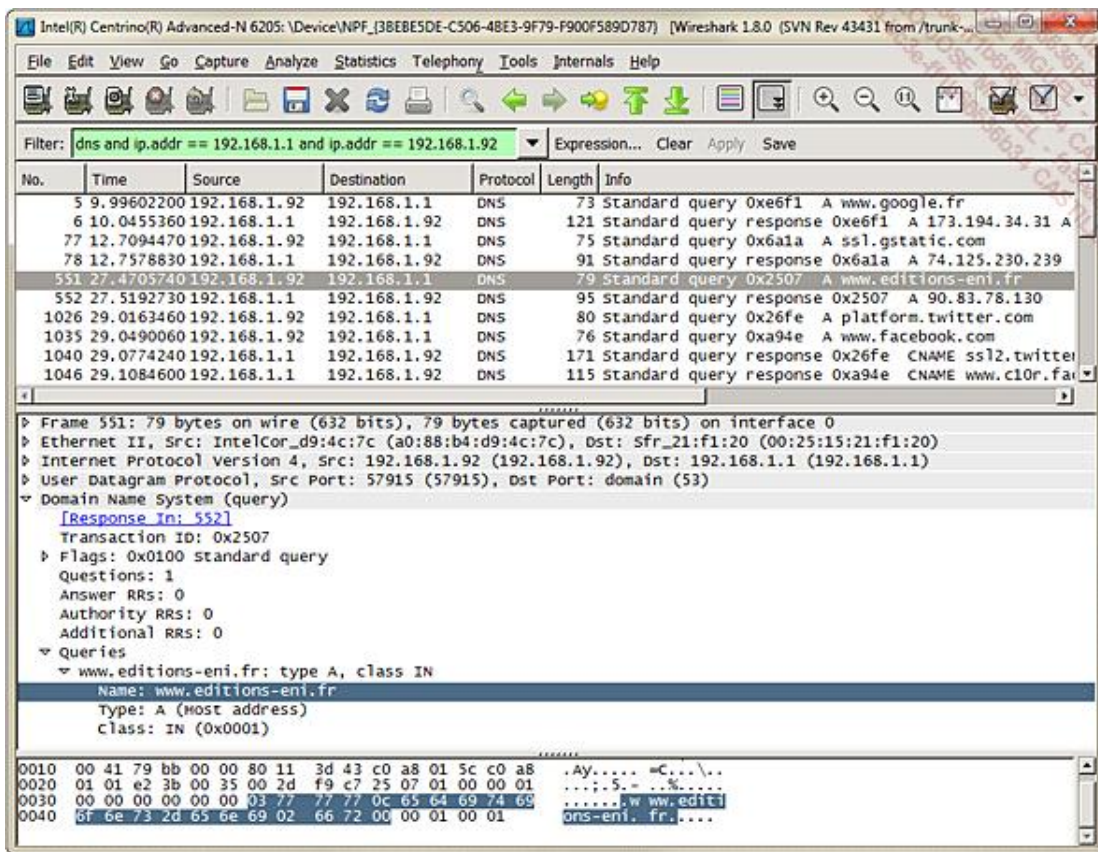 Intel(R) Centrino(R) Advanced-N 6205: \Device\NPF_{3BEBE5DE-C506-4BE3-9F79-F900F589D787} [Wireshark 1.8.0 (SVN Rev 43431 from /trunk-...
File Edit View Go Capture Analyze Statistics Telephony Tools Internals Help
Filter: dns and ip.addr == 192.168.1.1 and ip.addr == 192.168.1.92 Expression... Clear Apply Save
No. Time Source Destination Protocol Length Info
5 9.99602200 192.168.1.92 192.168.1.1 DNS 73 Standard query 0xe6f1 A www.google.fr
6 10.0455360 192.168.1.1 192.168.1.92 DNS 121 Standard query response 0xe6f1 A 173.194.34.31 A
77 12.7094470 192.168.1.92 192.168.1.1 DNS 75 Standard query 0x6a1a A ssl.gstatic.com
78 12.7578830 192.168.1.1 192.168.1.92 DNS 91 Standard query response 0x6a1a A 74.125.230.239
551 27.4705740 192.168.1.92 192.168.1.1 DNS 79 Standard query 0x2507 A www.editions-eni.fr
552 27.5192730 192.168.1.1 192.168.1.92 DNS 95 Standard query response 0x2507 A 90.83.78.130
1026 29.0163460 192.168.1.92 192.168.1.1 DNS 80 Standard query 0x26fe A platform.twitter.com
1035 29.0490060 192.168.1.92 192.168.1.1 DNS 76 Standard query 0xa94e A www.facebook.com
1040 29.0774240 192.168.1.1 192.168.1.92 DNS 171 Standard query response 0x26fe CNAME ssl2.twitter
1046 29.1084600 192.168.1.1 192.168.1.92 DNS 115 Standard query response 0xa94e CNAME www.c10r.fa
Frame 551: 79 bytes on wire (632 bits), 79 bytes captured (632 bits) on interface 0
Ethernet II, Src: IntelCor_d9:4c:7c (a0:88:b4:d9:4c:7c), Dst: Sfr_21:f1:20 (00:25:15:21:f1:20)
Internet Protocol Version 4, Src: 192.168.1.92 (192.168.1.92), Dst: 192.168.1.1 (192.168.1.1)
User Datagram Protocol, Src Port: 57915 (57915), Dst Port: domain (53)
Domain Name System (query)
[Response In: 552]
Transaction ID: 0x2507
Flags: 0x0100 Standard query
Questions: 1
Answer RRs: 0
Authority RRs: 0
Additional RRs: 0
Queries
www.editions-eni.fr: type A, class IN
Name: www.editions-eni.fr
Type: A (Host address)
Class: IN (0x0001)
0010 00 41 79 bb 00 00 80 11 3d 43 c0 a8 01 5c c0 a8 .Ay..... =C...\..
0020 01 01 e2 3b 00 35 00 2d f9 c7 25 07 01 00 00 01 ...;.5.- ..%.....
0030 00 00 00 00 00 00 03 77 77 77 0c 65 64 69 74 69 .......w ww.editi
0040 6f 6e 73 2d 65 6e 69 02 66 72 00 00 01 00 01 ons-eni. fr.....